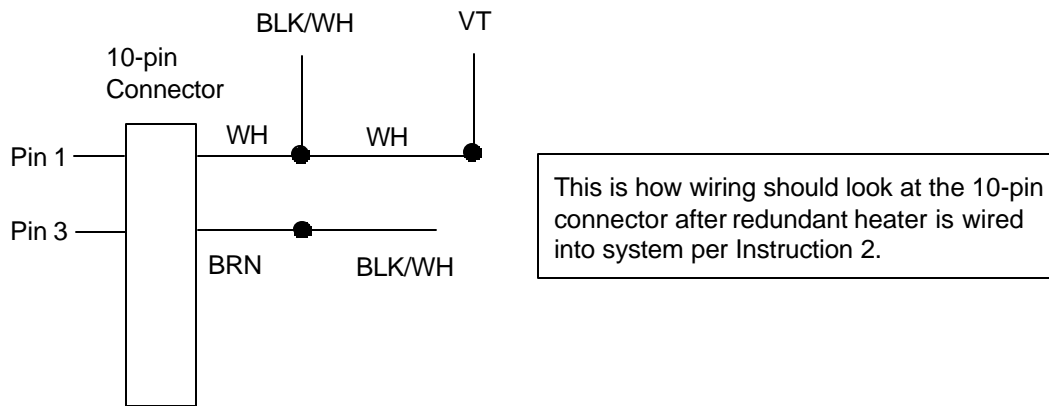 BLK/WH
VT
10-pin
Connector
WH
WH
Pin 1
This is how wiring should look at the 10-pin
connector after redundant heater is wired
into system per Instruction 2.
Pin 3
BRN
BLK/WH